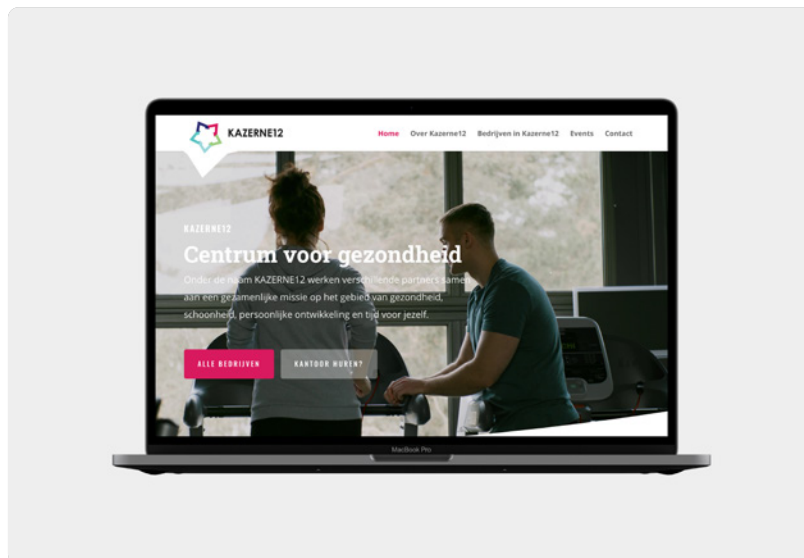 KAZERNE12
Home Over Kazerne12 Bedrijven in Kazerne12 Events Contact
KAZERNE12
Centrum voor gezondheid
Onder de naam KAZERNE12 werken verschillende partners samen
aan een gezamenlijke missie op het gebied van gezondheid,
schoonheid, persoonlijke ontwikkeling en tijd voor jezelf.
ALLE BEDRIJVEN
KANTOOR HUREN?
MacBook Pro